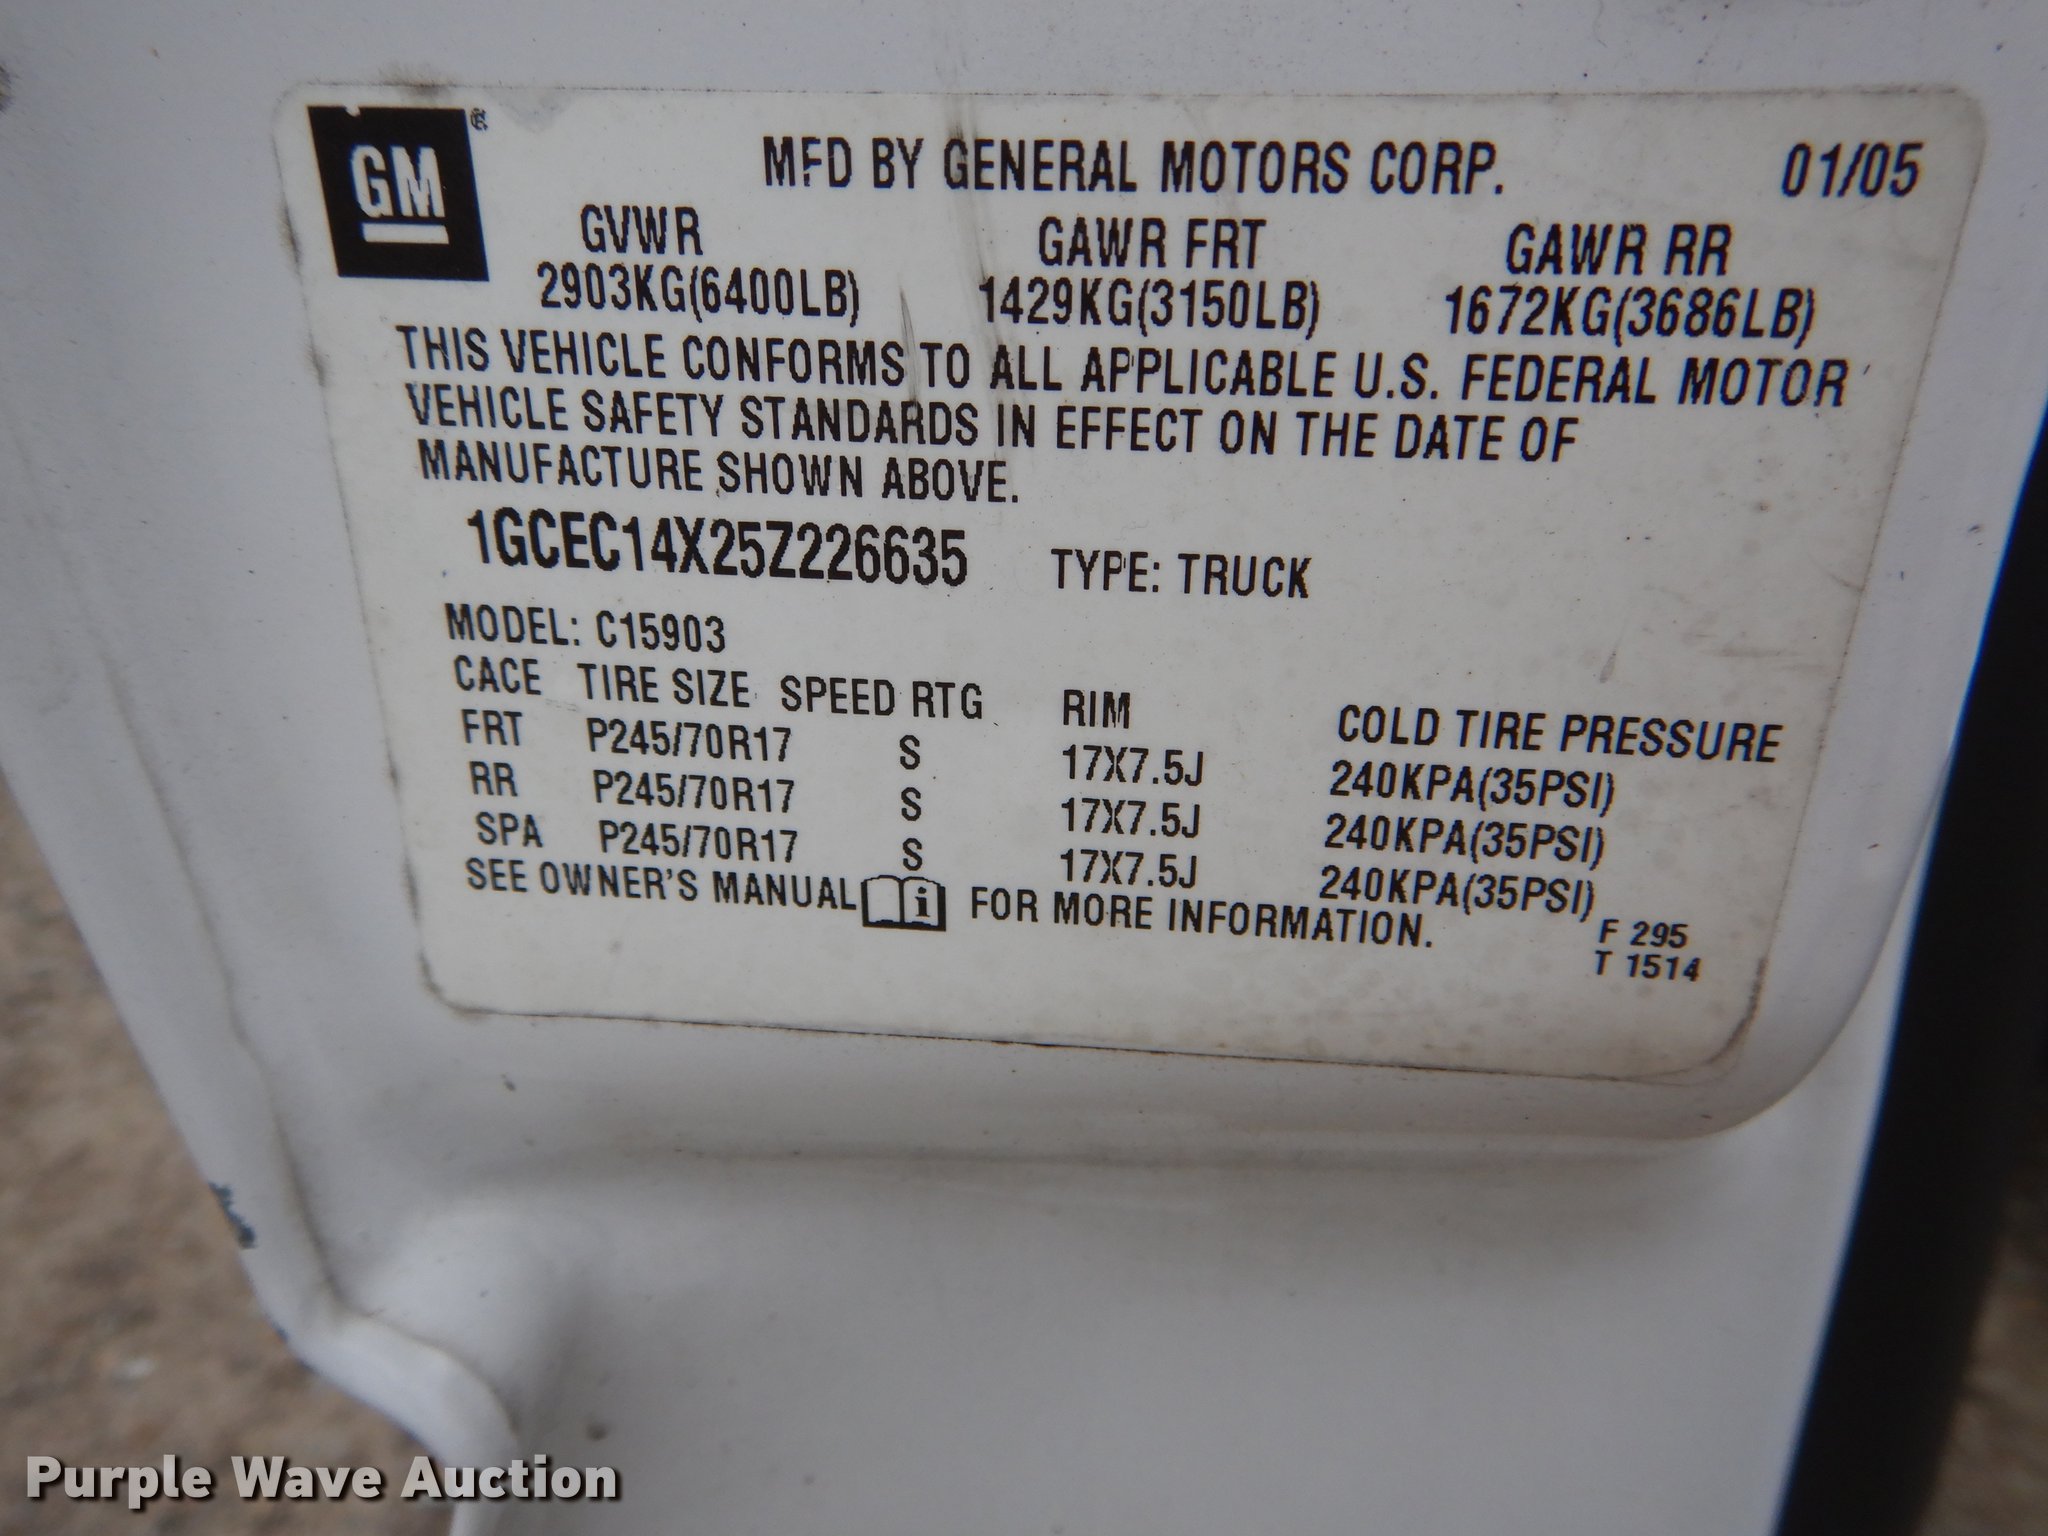 GM ®
MFD BY GENERAL MOTORS CORP. 01/05
GVWR GAWR FRT GAWR RR
2903KG(6400LB) 1429KG(3150LB) 1672KG(3686LB)
THIS VEHICLE CONFORMS TO ALL APPLICABLE U.S. FEDERAL MOTOR
VEHICLE SAFETY STANDARDS IN EFFECT ON THE DATE OF
MANUFACTURE SHOWN ABOVE.
1GCEC14X25Z226635 TYPE: TRUCK
MODEL: C15903
CACE TIRE SIZE SPEED RTG RIM COLD TIRE PRESSURE
FRT P245/70R17 S 17X7.5J 240KPA(35PSI)
RR P245/70R17 S 17X7.5J 240KPA(35PSI)
SPA P245/70R17 S 17X7.5J 240KPA(35PSI)
SEE OWNER'S MANUAL i FOR MORE INFORMATION.
F 295
T 1514
Purple Wave Auction